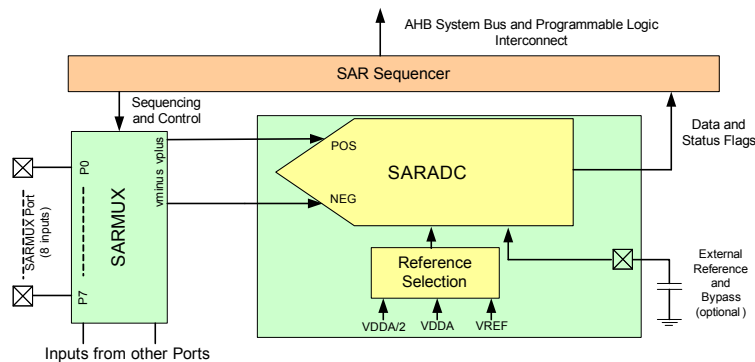 AHB System Bus and Programmable Logic
Interconnect
SAR Sequencer
Sequencing
and Control
Data and
Status Flags
vminus vplus
P0
SARMUX
P7
SARMUX Port
(8 inputs)
POS
SARADC
NEG
Reference
Selection
External
Reference
and
Bypass
(optional )
VDDA/2
VDDA
VREF
Inputs from other Ports